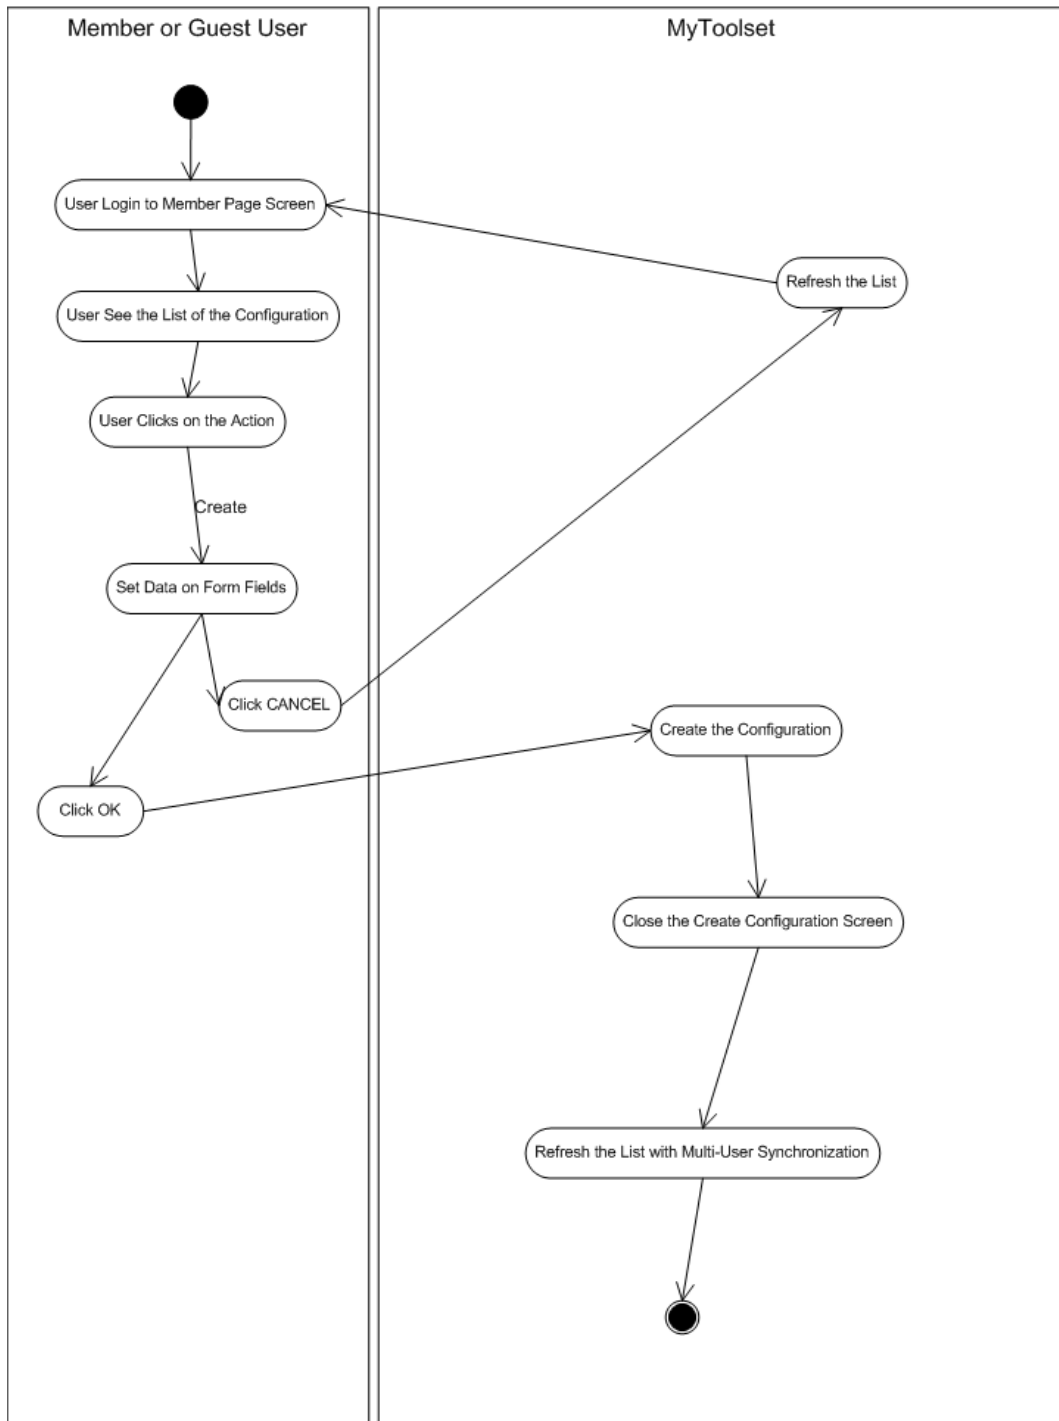 Member or Guest User
MyToolset
User Login to Member Page Screen
Refresh the List
User See the List of the Configuration
User Clicks on the Action
Create
Set Data on Form Fields
Click CANCEL
Create the Configuration
Click OK
Close the Create Configuration Screen
Refresh the List with Multi-User Synchronization